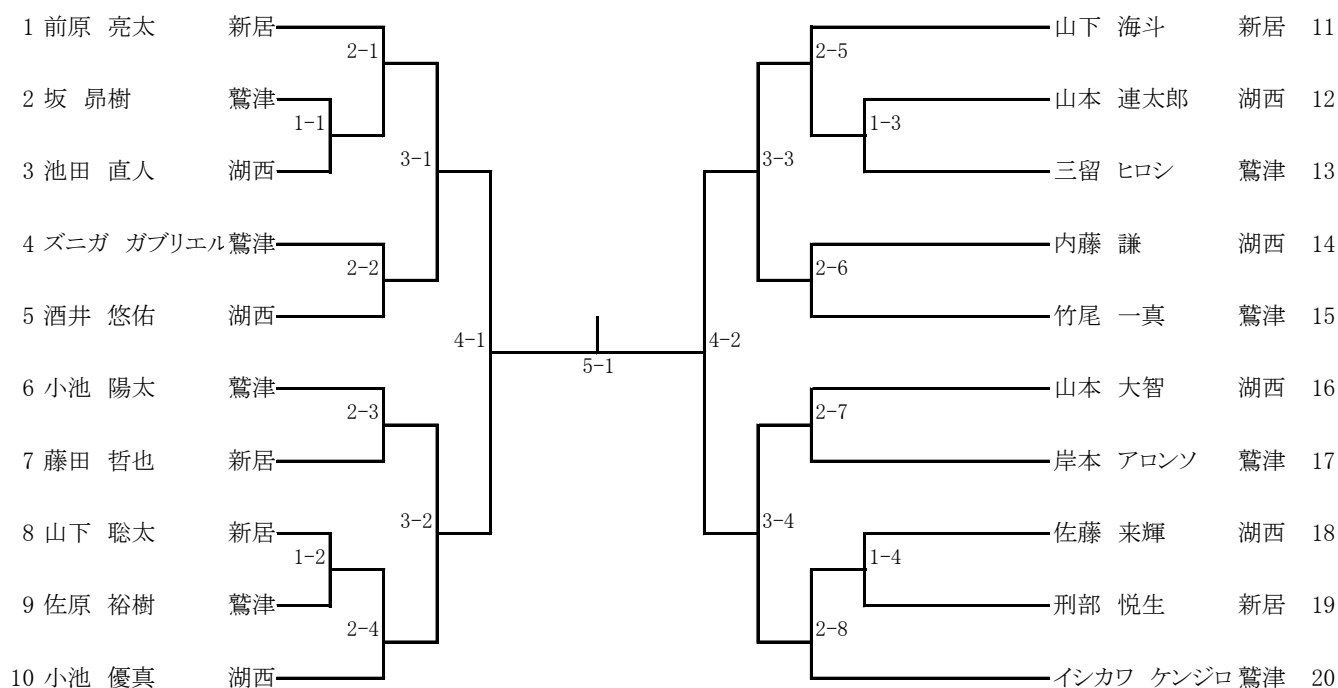 1 前原 亮太 新居
2-1
2 坂 昴樹 鷲津
1-1
3 池田 直人 湖西
3-1
4 ズニガ ガブリエル 鷲津
2-2
5 酒井 悠佑 湖西
4-1
6 小池 陽太 鷲津
2-3
7 藤田 哲也 新居
3-2
8 山下 聡太 新居
1-2
9 佐原 裕樹 鷲津
2-4
10 小池 優真 湖西
5-1
山下 海斗 新居 11
2-5
山本 連太郎 湖西 12
1-3
三留 ヒロシ 鷲津 13
3-3
内藤 謙 湖西 14
2-6
竹尾 一真 鷲津 15
4-2
山本 大智 湖西 16
2-7
岸本 アロンソ 鷲津 17
3-4
佐藤 来輝 湖西 18
1-4
刑部 悦生 新居 19
2-8
イシカワ ケンジロ 鷲津 20